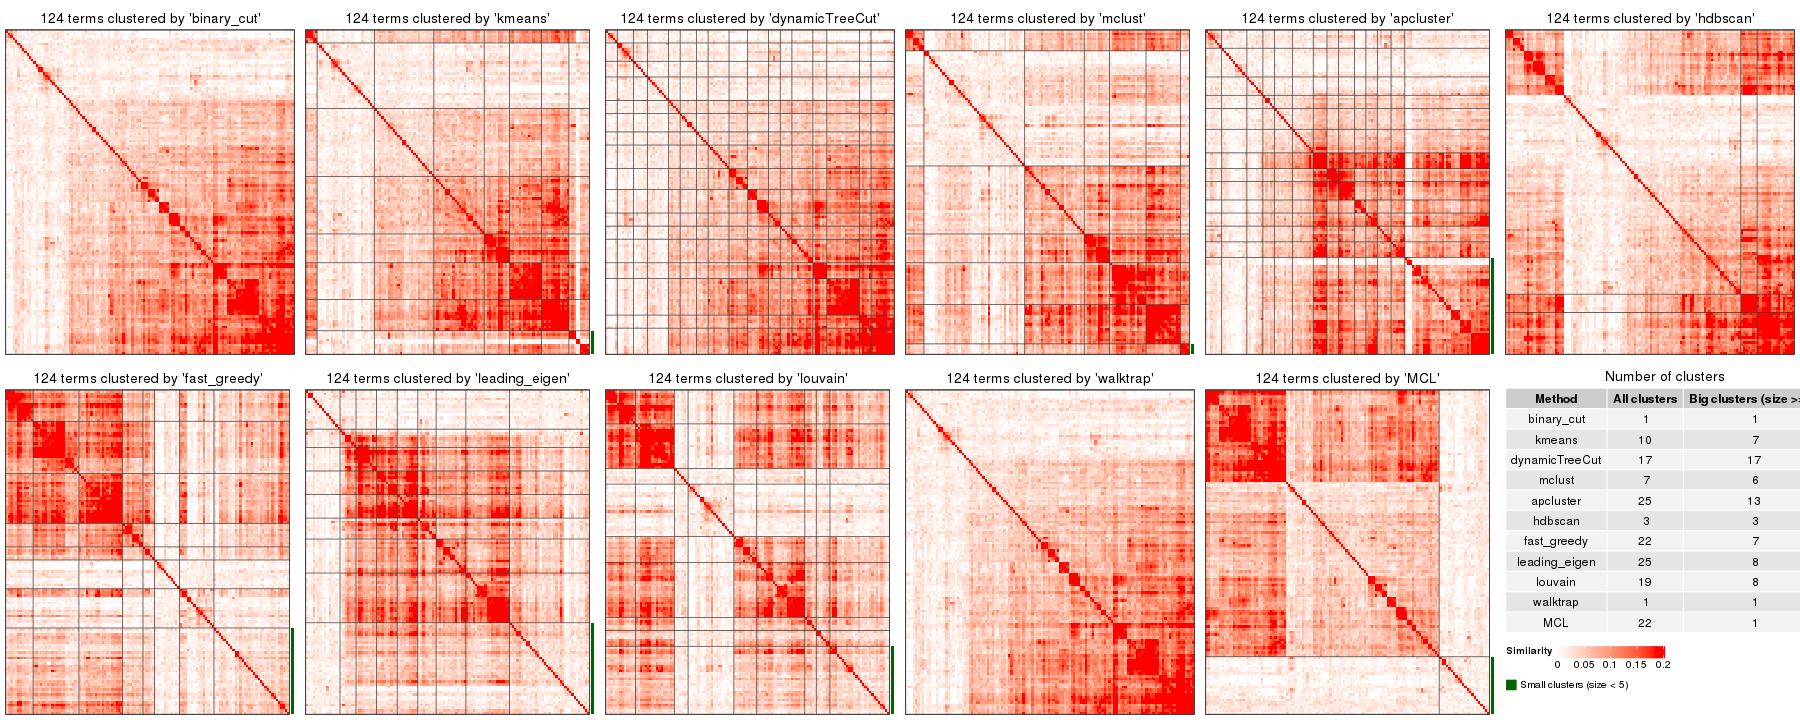 124 terms clustered by 'binary_cut'
124 terms clustered by 'kmeans'
124 terms clustered by 'dynamicTreeCut'
124 terms clustered by 'mclust'
124 terms clustered by 'apcluster'
124 terms clustered by 'hdbscan'
124 terms clustered by 'fast_greedy'
124 terms clustered by 'leading_eigen'
124 terms clustered by 'louvain'
124 terms clustered by 'walktrap'
124 terms clustered by 'MCL'
Number of clusters
Method All clusters Big clusters (size >=
binary_cut 1 1
kmeans 10 7
dynamicTreeCut 17 17
mclust 7 6
apcluster 25 13
hdbscan 3 3
fast_greedy 22 7
leading_eigen 25 8
louvain 19 8
walktrap 1 1
MCL 22 1
Similarity
0 0.05 0.1 0.15 0.2
Small clusters (size < 5)